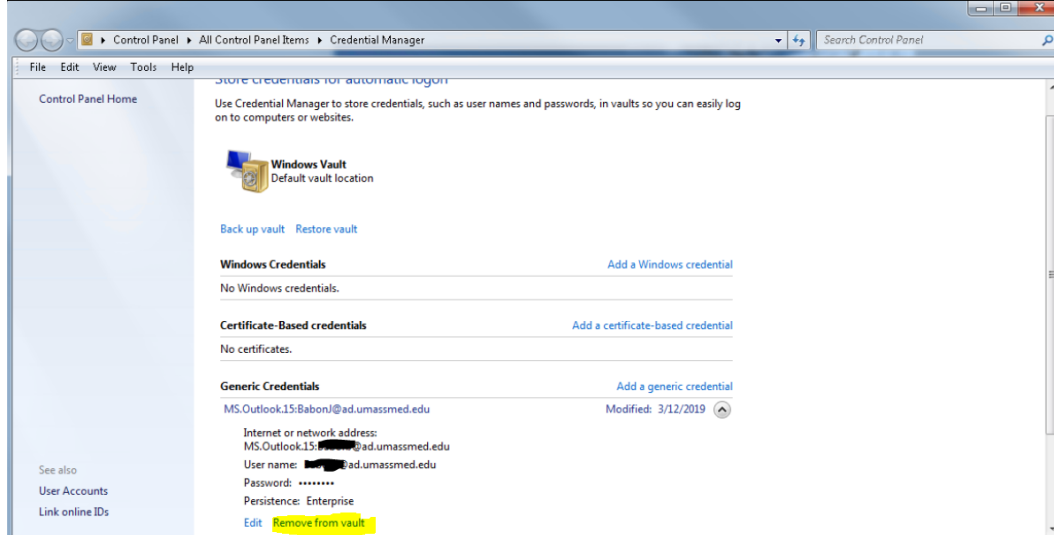 Control Panel ▸ All Control Panel Items ▸ Credential Manager
Search Control Panel
File Edit View Tools Help
Control Panel Home
Store credentials for automatic logon
Use Credential Manager to store credentials, such as user names and passwords, in vaults so you can easily log
on to computers or websites.
Windows Vault
Default vault location
Back up vault Restore vault
Windows Credentials Add a Windows credential
No Windows credentials.
Certificate-Based credentials Add a certificate-based credential
No certificates.
Generic Credentials Add a generic credential
MS.Outlook.15:BabonJ@ad.umassmed.edu Modified: 3/12/2019
Internet or network address:
MS.Outlook.15: @ad.umassmed.edu
User name: @ad.umassmed.edu
Password: ••••••••
Persistence: Enterprise
Edit Remove from vault
See also
User Accounts
Link online IDs